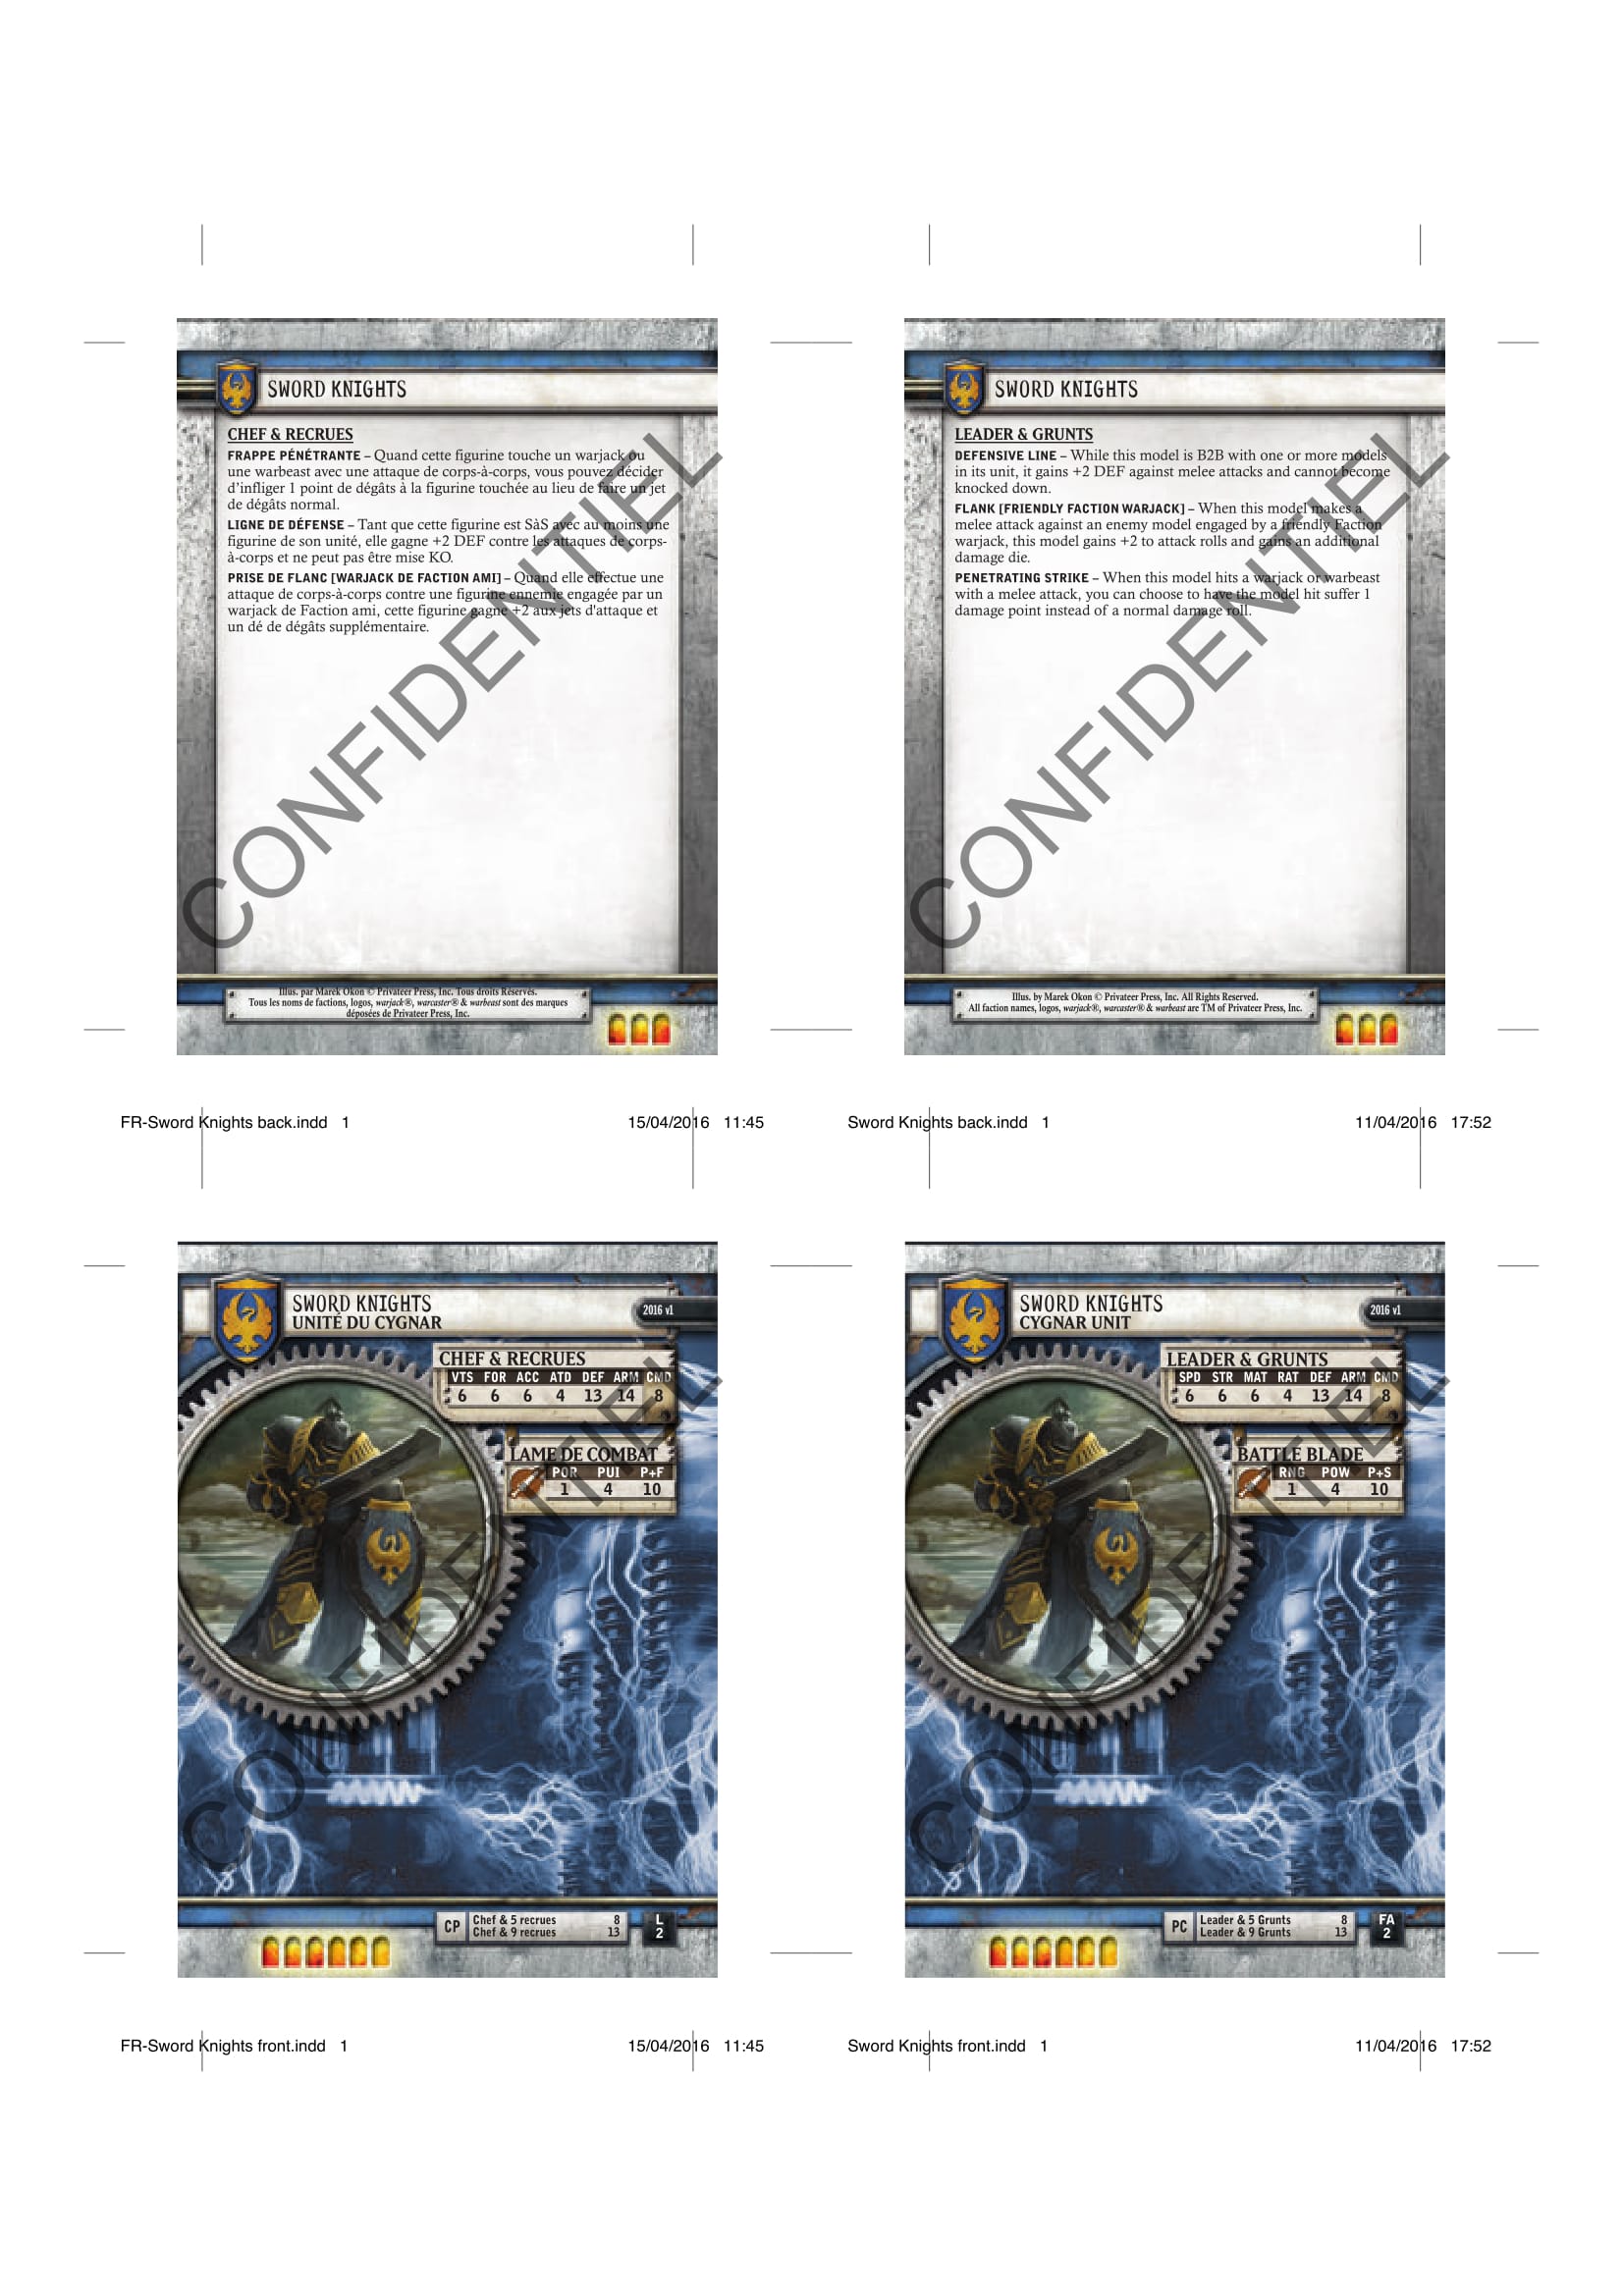 SWORD KNIGHTS
CHEF & RECRUES
FRAPPE PÉNÉTRANTE – Quand cette figurine touche un warjack ou
une warbeast avec une attaque de corps-à-corps, vous pouvez décider
d’infliger 1 point de dégâts à la figurine touchée au lieu de faire un jet
de dégâts normal.
LIGNE DE DÉFENSE – Tant que cette figurine est SàS avec au moins une
figurine de son unité, elle gagne +2 DEF contre les attaques de corps-
à-corps et ne peut pas être mise KO.
PRISE DE FLANC [WARJACK DE FACTION AMI] – Quand elle effectue une
attaque de corps-à-corps contre une figurine ennemie engagée par un
warjack de Faction ami, cette figurine gagne +2 aux jets d'attaque et
un dé de dégâts supplémentaire.
CONFIDENTIEL
Illus. par Marek Okon © Privateer Press, Inc. Tous droits Réservés.
Tous les noms de factions, logos, warjack®, warcaster® & warbeast sont des marques
déposées de Privateer Press, Inc.
FR-Sword Knights back.indd 1 15/04/2016 11:45
SWORD KNIGHTS
LEADER & GRUNTS
DEFENSIVE LINE – While this model is B2B with one or more models
in its unit, it gains +2 DEF against melee attacks and cannot become
knocked down.
FLANK [FRIENDLY FACTION WARJACK] – When this model makes a
melee attack against an enemy model engaged by a friendly Faction
warjack, this model gains +2 to attack rolls and gains an additional
damage die.
PENETRATING STRIKE – When this model hits a warjack or warbeast
with a melee attack, you can choose to have the model hit suffer 1
damage point instead of a normal damage roll.
CONFIDENTIEL
Illus. by Marek Okon © Privateer Press, Inc. All Rights Reserved.
All faction names, logos, warjack®, warcaster® & warbeast are TM of Privateer Press, Inc.
Sword Knights back.indd 1 11/04/2016 17:52
SWORD KNIGHTS
UNITÉ DU CYGNAR
2016 v1
CHEF & RECRUES
VTS FOR ACC ATD DEF ARM CMD
6 6 6 4 13 14 8
LAME DE COMBAT
POR PUI P+F
1 4 10
CONFIDENTIEL
CP
Chef & 5 recrues 8
Chef & 9 recrues 13
L
2
FR-Sword Knights front.indd 1 15/04/2016 11:45
SWORD KNIGHTS
CYGNAR UNIT
2016 v1
LEADER & GRUNTS
SPD STR MAT RAT DEF ARM CMD
6 6 6 4 13 14 8
BATTLE BLADE
RNG POW P+S
1 4 10
CONFIDENTIEL
PC
Leader & 5 Grunts 8
Leader & 9 Grunts 13
FA
2
Sword Knights front.indd 1 11/04/2016 17:52